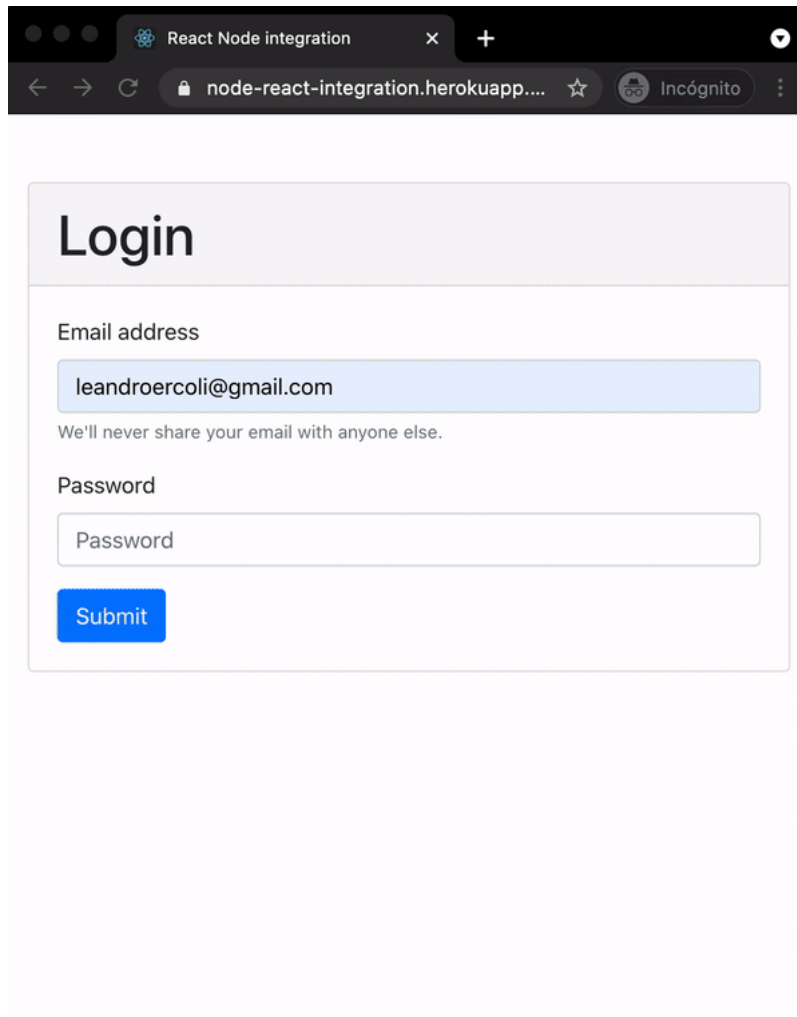 React Node integration
node-react-integration.herokuapp.... Incógnito
Login
Email address
leandroercoli@gmail.com
We'll never share your email with anyone else.
Password
Password
Submit